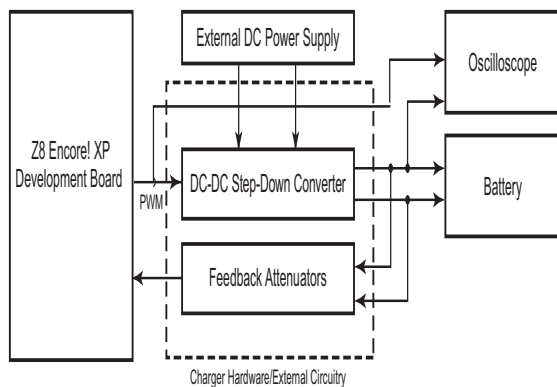 External DC Power Supply
Oscilloscope
Z8 Encore! XP
Development Board
PWM
DC-DC Step-Down Converter
Battery
Feedback Attenuators
Charger Hardware/External Circuitry